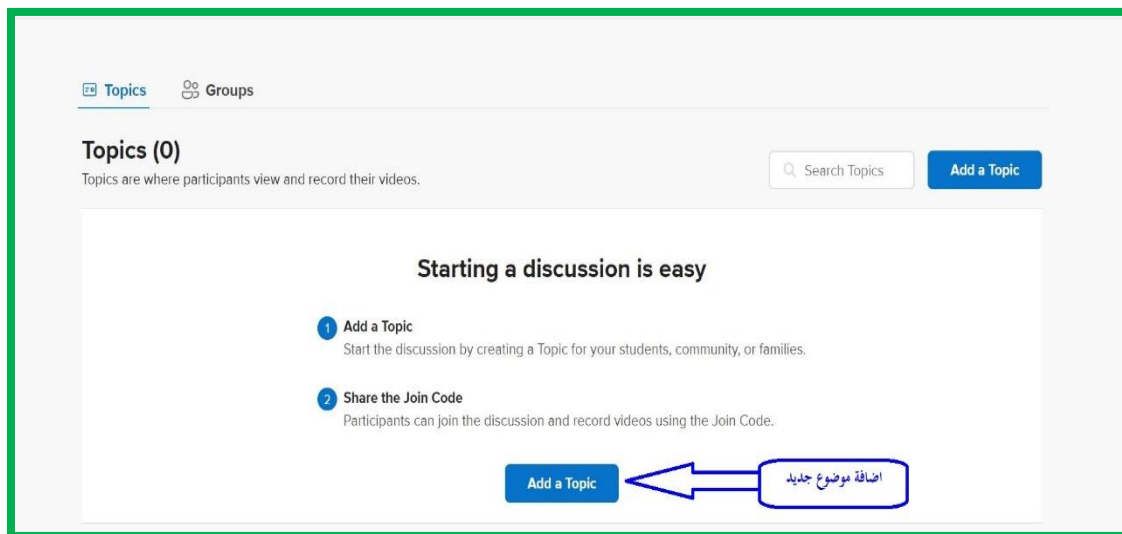 Topics Groups
Topics (0)
Topics are where participants view and record their videos.
Search Topics Add a Topic
Starting a discussion is easy
1 Add a Topic
Start the discussion by creating a Topic for your students, community, or families.
2 Share the Join Code
Participants can join the discussion and record videos using the Join Code.
Add a Topic
اضافة موضوع جديد